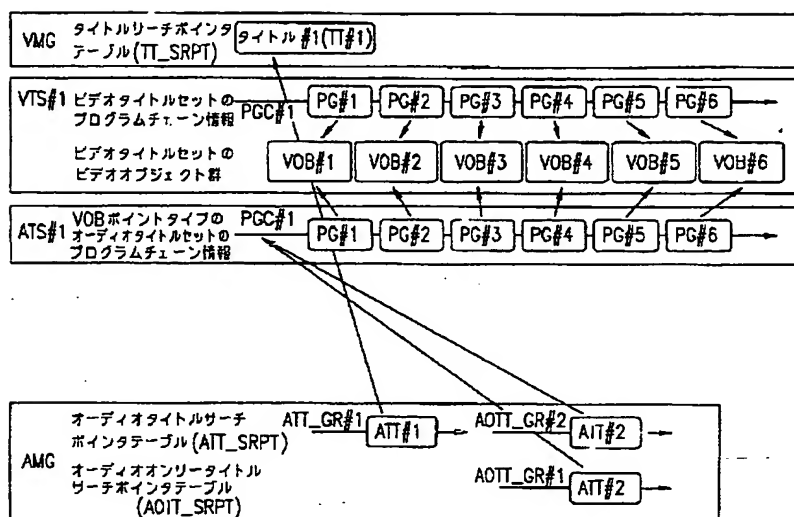 VMG
タイトルリーチポインタ
テーブル(TT_SRPT)
タイトル #1(TT#1)
VTS#1 ビデオタイトルセットの
プログラムチェーン情報
PGC#1
PG#1 PG#2 PG#3 PG#4 PG#5 PG#6
ビデオタイトルセットの
ビデオオブジェクト群
VOB#1 VOB#2 VOB#3 VOB#4 VOB#5 VOB#6
ATS#1
VOBポイントタイプの
オーディオタイトルセットの
プログラムチェーン情報
PGC#1
PG#1 PG#2 PG#3 PG#4 PG#5 PG#6
AMG
オーディオタイトルサーチ
ポインタテーブル(AIT_SRPT)
ATT_GR#1
ATT#1
AOTT_GR#2
AIT#2
オーディオオンリータイトル
サーチポインタテーブル
(AOIT_SRPT)
AOTT_GR#1
ATT#2